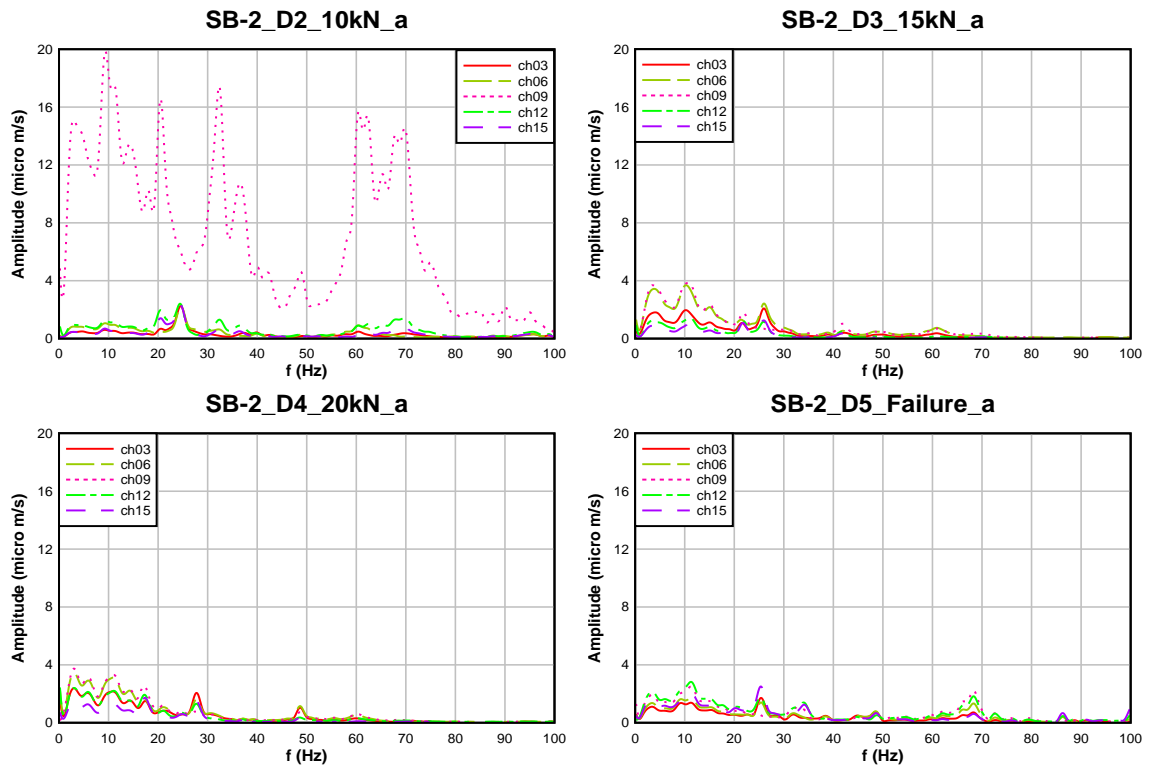 SB-2_D2_10kN_a
Amplitude (micro m/s)
20
16
12
8
4
0
ch03
ch06
ch09
ch12
ch15
0 10 20 30 40 50 60 70 80 90 100
f (Hz)
SB-2_D3_15kN_a
Amplitude (micro m/s)
20
16
12
8
4
0
ch03
ch06
ch09
ch12
ch15
0 10 20 30 40 50 60 70 80 90 100
f (Hz)
SB-2_D4_20kN_a
Amplitude (micro m/s)
20
16
12
8
4
0
ch03
ch06
ch09
ch12
ch15
0 10 20 30 40 50 60 70 80 90 100
f (Hz)
SB-2_D5_Failure_a
Amplitude (micro m/s)
20
16
12
8
4
0
ch03
ch06
ch09
ch12
ch15
0 10 20 30 40 50 60 70 80 90 100
f (Hz)